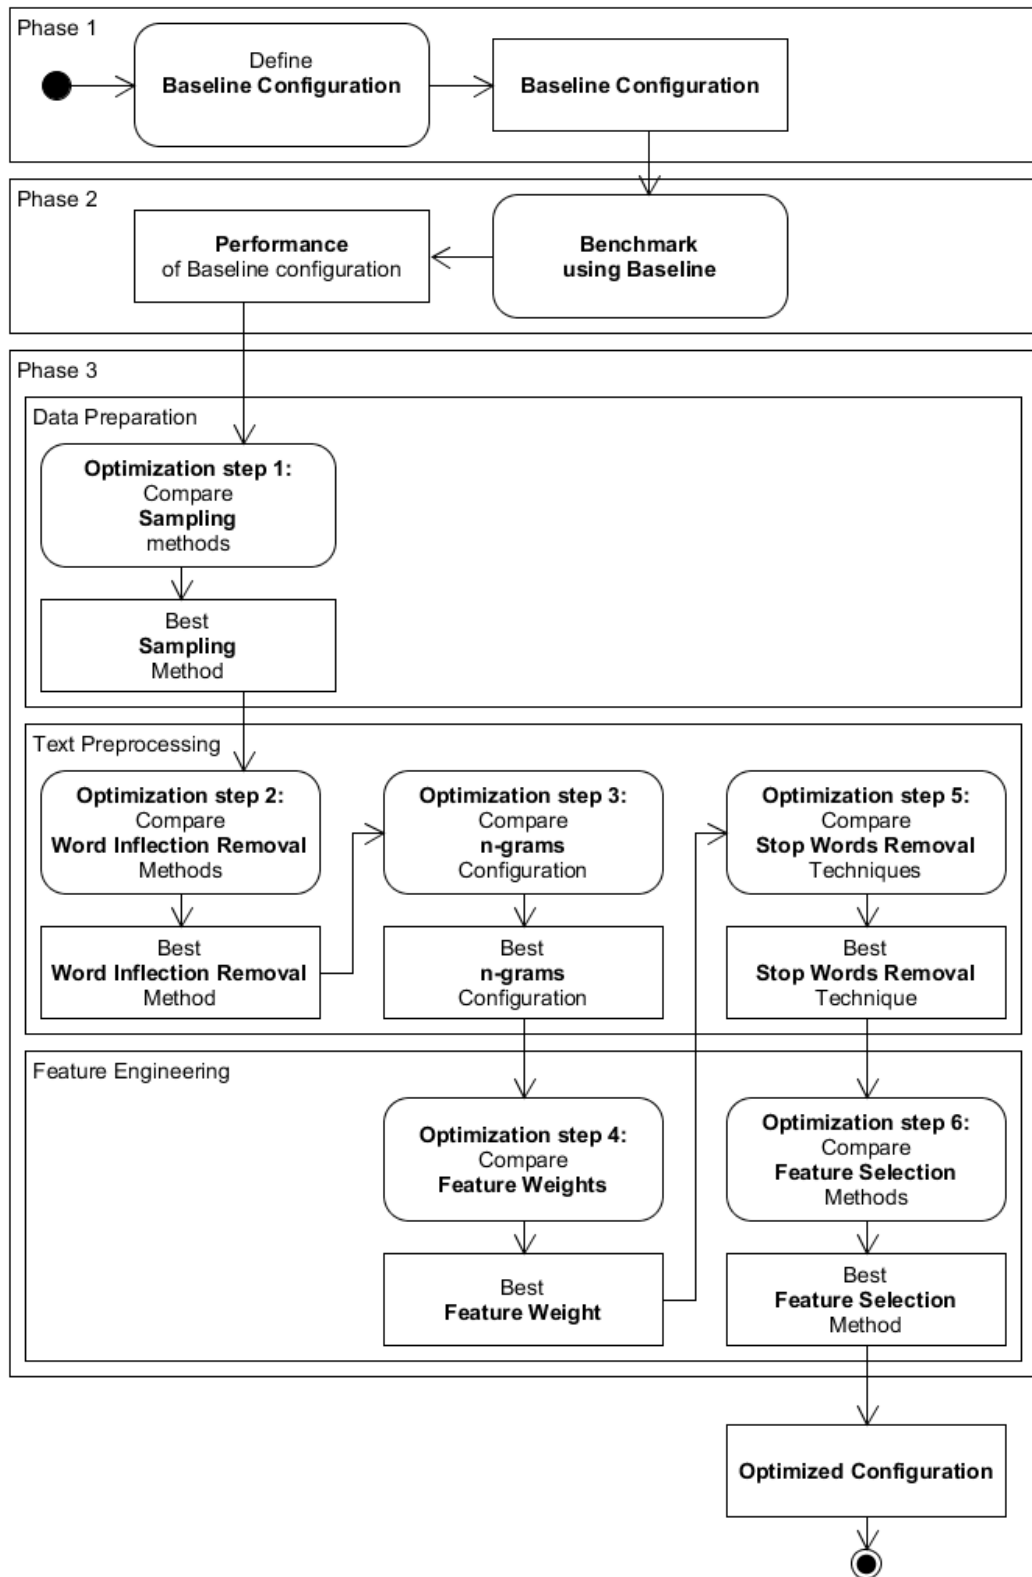 Phase 1
Define
Baseline Configuration
Baseline Configuration
Phase 2
Performance
of Baseline configuration
Benchmark
using Baseline
Phase 3
Data Preparation
Optimization step 1:
Compare
Sampling
methods
Best
Sampling
Method
Text Preprocessing
Optimization step 2:
Compare
Word Inflection Removal
Methods
Best
Word Inflection Removal
Method
Optimization step 3:
Compare
n-grams
Configuration
Best
n-grams
Configuration
Optimization step 5:
Compare
Stop Words Removal
Techniques
Best
Stop Words Removal
Technique
Feature Engineering
Optimization step 4:
Compare
Feature Weights
Best
Feature Weight
Optimization step 6:
Compare
Feature Selection
Methods
Best
Feature Selection
Method
Optimized Configuration